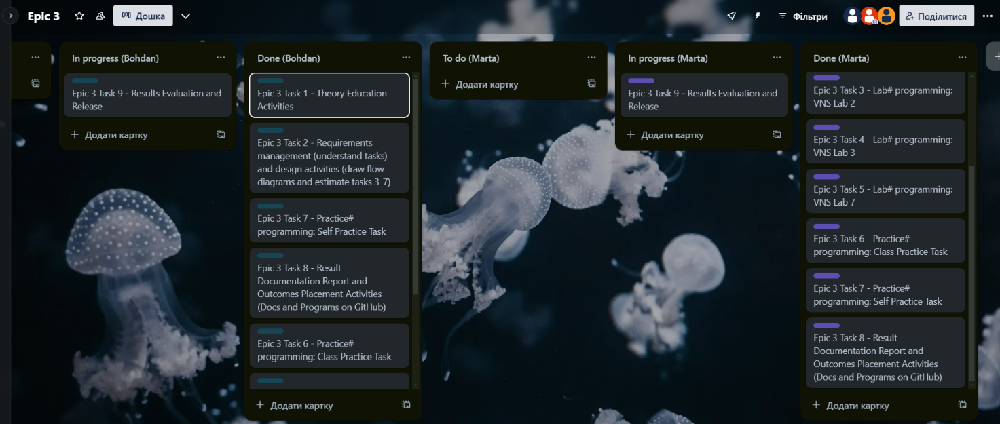 Epic 3
Дошка
Фільтри
Поділитися
In progress (Bohdan)
Epic 3 Task 9 - Results Evaluation and
Release
Додати картку
Done (Bohdan)
Epic 3 Task 1 - Theory Education
Activities
Epic 3 Task 2 - Requirements
management (understand tasks)
and design activities (draw flow
diagrams and estimate tasks 3-7)
Epic 3 Task 7 - Practice#
programming: Self Practice Task
Epic 3 Task 8 - Result
Documentation Report and
Outcomes Placement Activities
(Docs and Programs on GitHub)
Epic 3 Task 6 - Practice#
programming: Class Practice Task
Додати картку
To do (Marta)
Додати картку
In progress (Marta)
Epic 3 Task 9 - Results Evaluation and
Release
Додати картку
Done (Marta)
Epic 3 Task 3 - Lab# programming:
VNS Lab 2
Epic 3 Task 4 - Lab# programming:
VNS Lab 3
Epic 3 Task 5 - Lab# programming:
VNS Lab 7
Epic 3 Task 6 - Practice#
programming: Class Practice Task
Epic 3 Task 7 - Practice#
programming: Self Practice Task
Epic 3 Task 8 - Result
Documentation Report and
Outcomes Placement Activities
(Docs and Programs on GitHub)
Додати картку